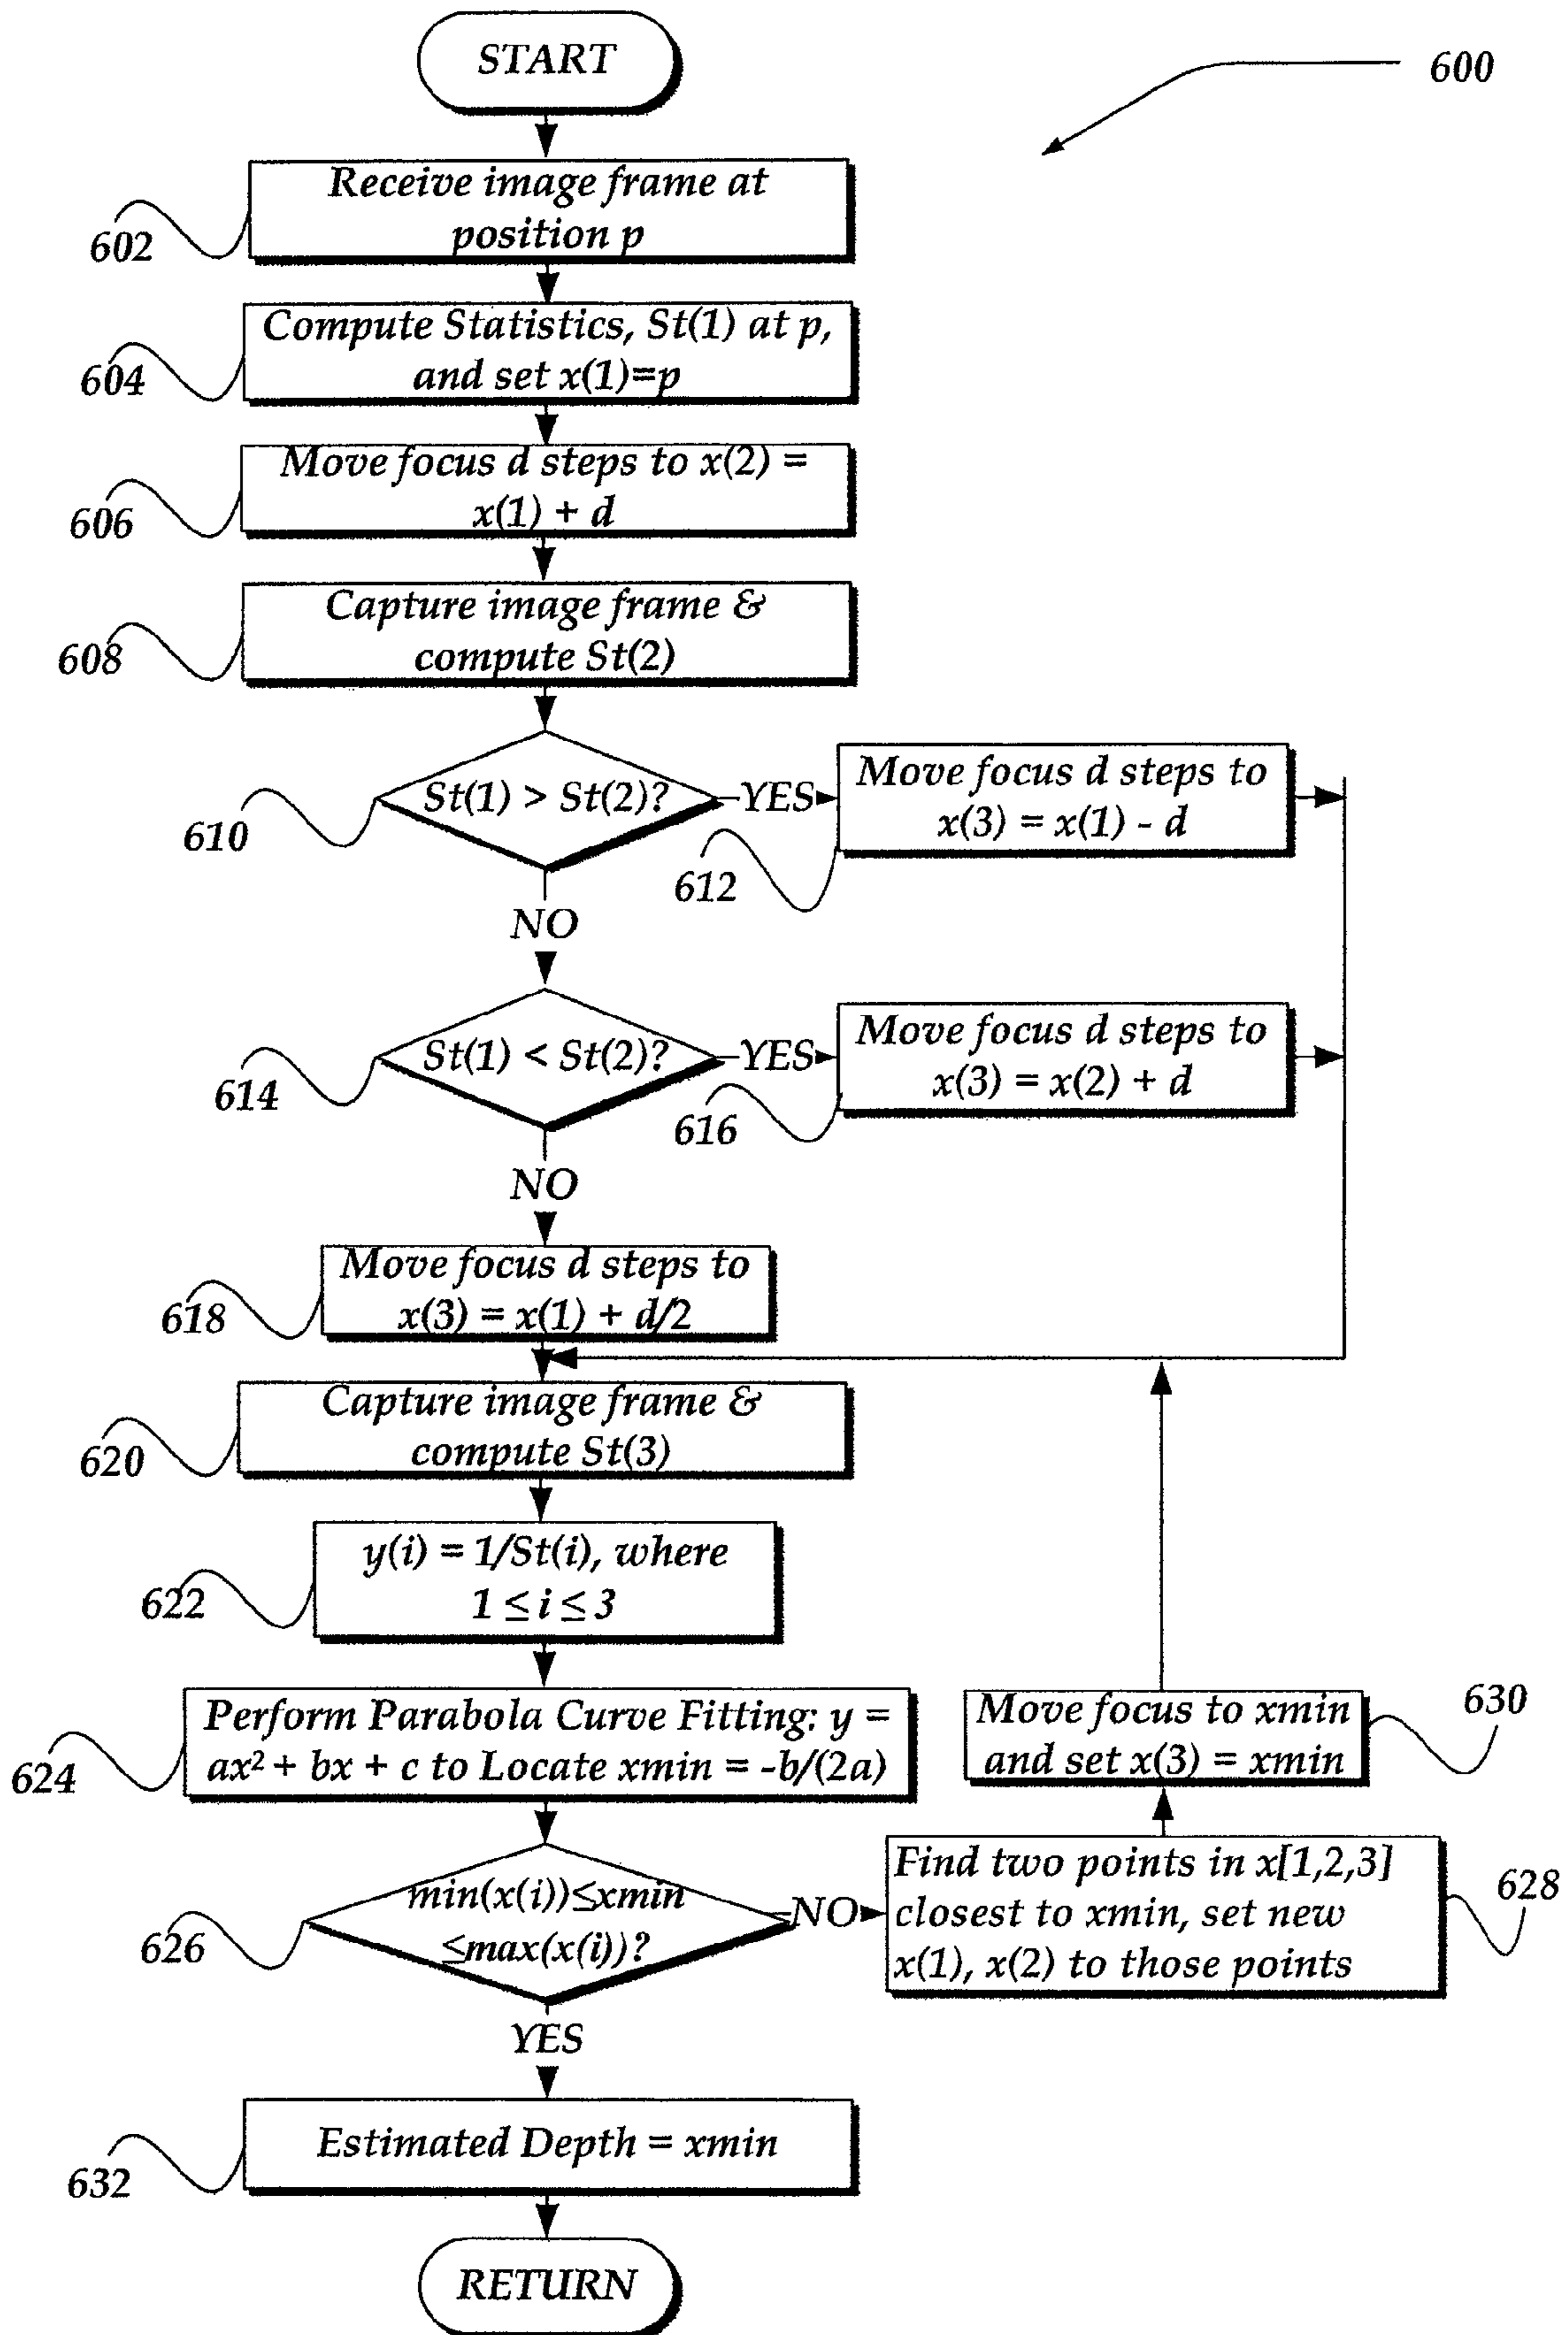 START
600
Receive image frame at
position p
602
Compute Statistics, St(1) at p,
and set x(1)=p
604
Move focus d steps to x(2) =
x(1) + d
606
Capture image frame &
compute St(2)
608
St(1) > St(2)?
610
YES
Move focus d steps to
x(3) = x(1) - d
612
NO
St(1) < St(2)?
614
YES
Move focus d steps to
x(3) = x(2) + d
616
NO
Move focus d steps to
x(3) = x(1) + d/2
618
Capture image frame &
compute St(3)
620
y(i) = 1/St(i), where
1 ≤ i ≤ 3
622
Perform Parabola Curve Fitting: y =
ax² + bx + c to Locate xmin = -b/(2a)
624
Move focus to xmin
and set x(3) = xmin
630
min(x(i))≤xmin
≤max(x(i))?
626
NO
Find two points in x[1,2,3]
closest to xmin, set new
x(1), x(2) to those points
628
YES
Estimated Depth = xmin
632
RETURN